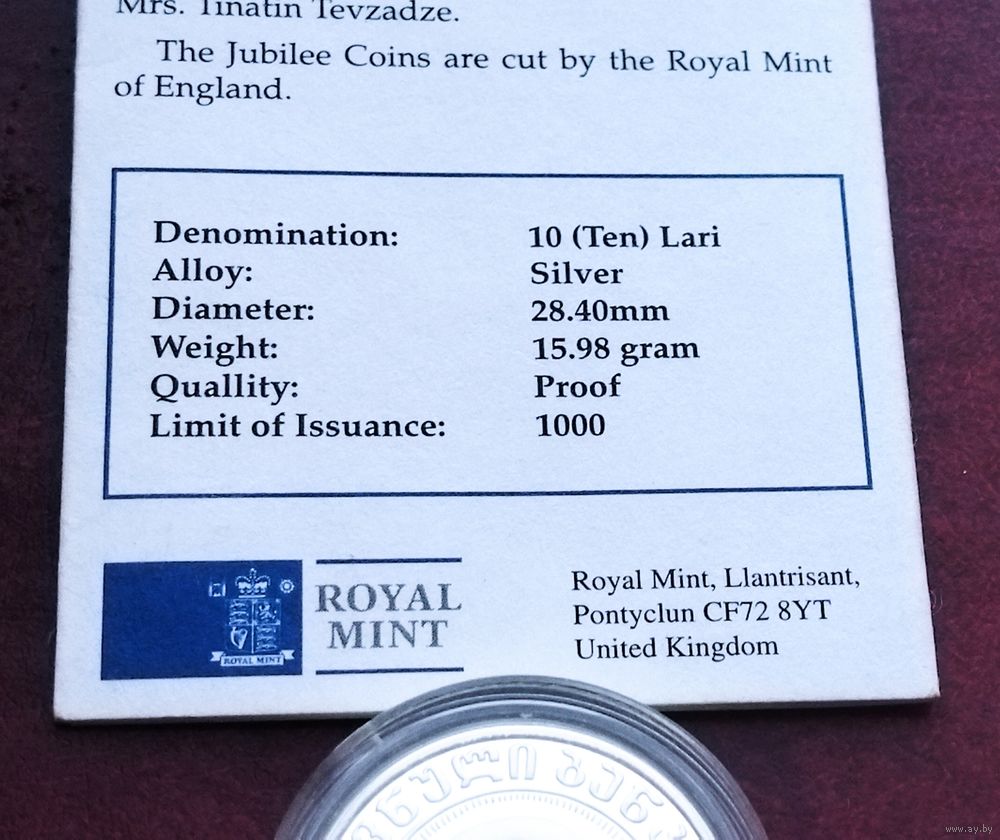 Mrs. Tinatin Tevzadze.
The Jubilee Coins are cut by the Royal Mint
of England.
Denomination: 10 (Ten) Lari
Alloy: Silver
Diameter: 28.40mm
Weight: 15.98 gram
Quallity: Proof
Limit of Issuance: 1000
ROYAL MINT
ROYAL
MINT
Royal Mint, Llantrisant,
Pontyclun CF72 8YT
United Kingdom
www.ay.by